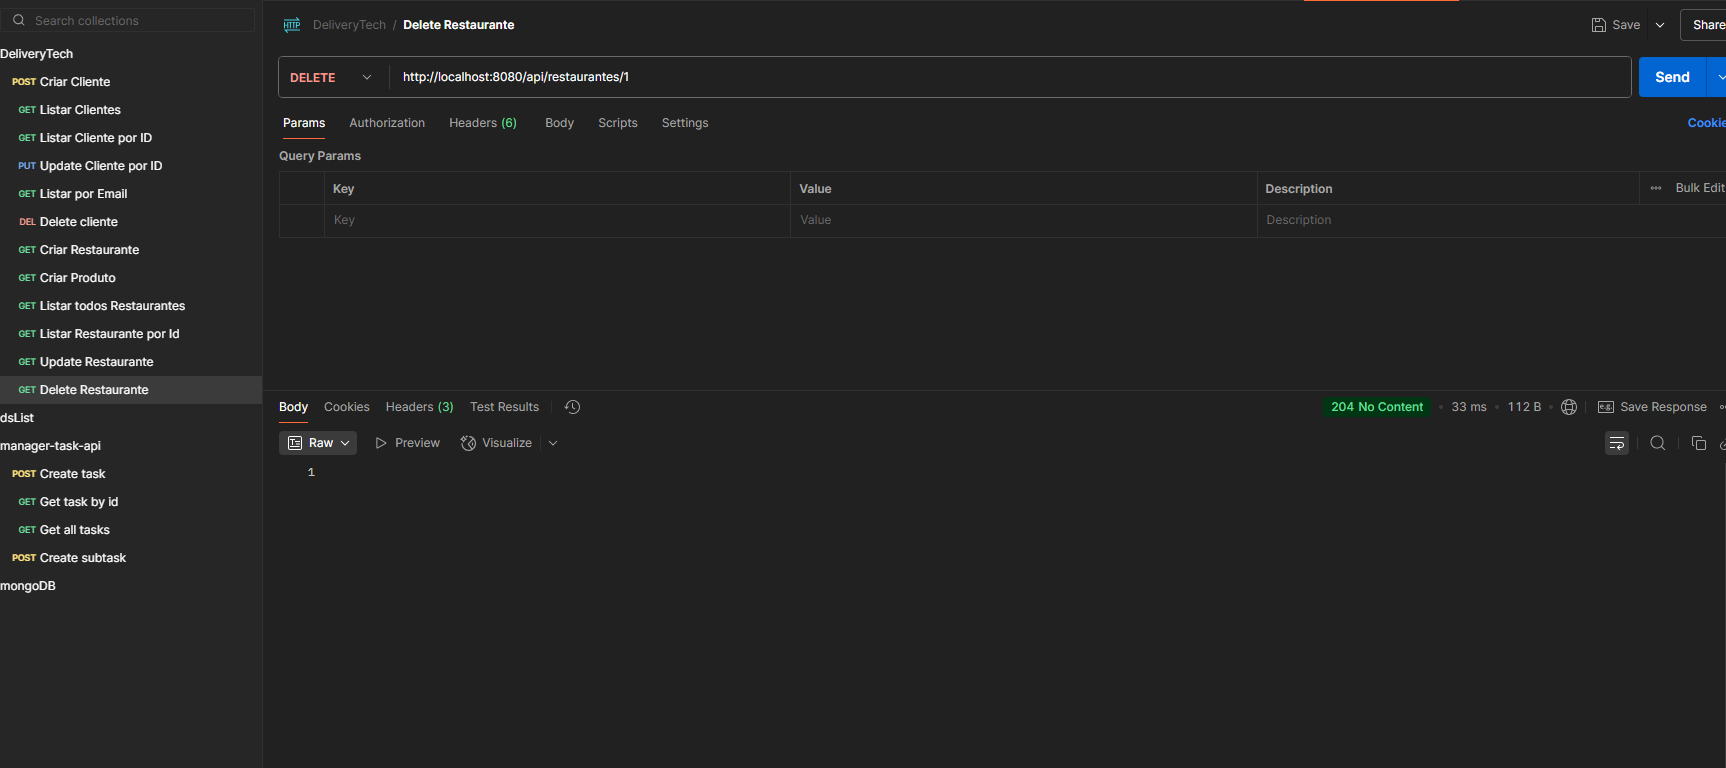 Search collections
DeliveryTech
POST Criar Cliente
GET Listar Clientes
GET Listar Cliente por ID
PUT Update Cliente por ID
GET Listar por Email
DEL Delete cliente
GET Criar Restaurante
GET Criar Produto
GET Listar todos Restaurantes
GET Listar Restaurante por Id
GET Update Restaurante
GET Delete Restaurante
dsList
manager-task-api
POST Create task
GET Get task by id
GET Get all tasks
POST Create subtask
mongoDB
HTTP DeliveryTech / Delete Restaurante
Save Share
DELETE http://localhost:8080/api/restaurantes/1 Send
Params Authorization Headers (6) Body Scripts Settings Cookie
Query Params
Key Value Description ••• Bulk Edit
Key Value Description
Body Cookies Headers (3) Test Results 204 No Content • 33 ms • 112 B • e.g. Save Response
Raw Preview Visualize
1